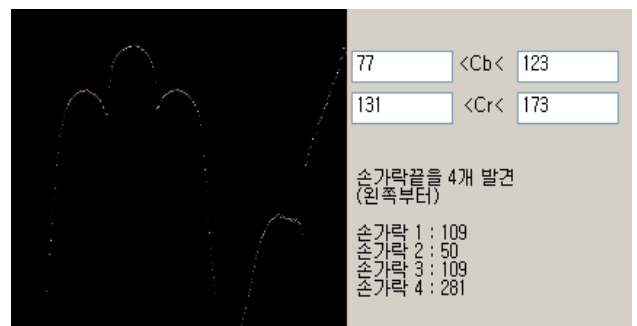 77 <Cb< 123
131 <Cr< 173
손가락끝을 4개 발견
(왼쪽부터)
손가락 1 : 109
손가락 2 : 50
손가락 3 : 109
손가락 4 : 281